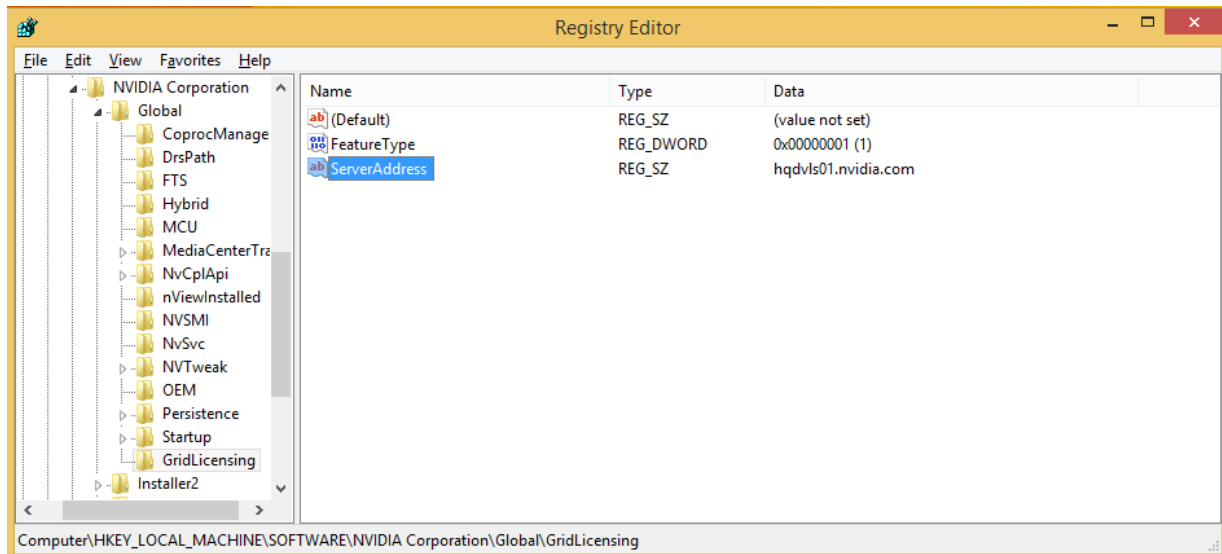 Registry Editor
File Edit View Favorites Help
NVIDIA Corporation
Global
CoprocManage
DrsPath
FTS
Hybrid
MCU
MediaCenterTra
NvCplApi
nViewInstalled
NVSMI
NvSvc
NVTweak
OEM
Persistence
Startup
GridLicensing
Installer2
Name Type Data
(Default) REG_SZ (value not set)
FeatureType REG_DWORD 0x00000001 (1)
ServerAddress REG_SZ hqdvls01.nvidia.com
Computer\HKEY_LOCAL_MACHINE\SOFTWARE\NVIDIA Corporation\Global\GridLicensing